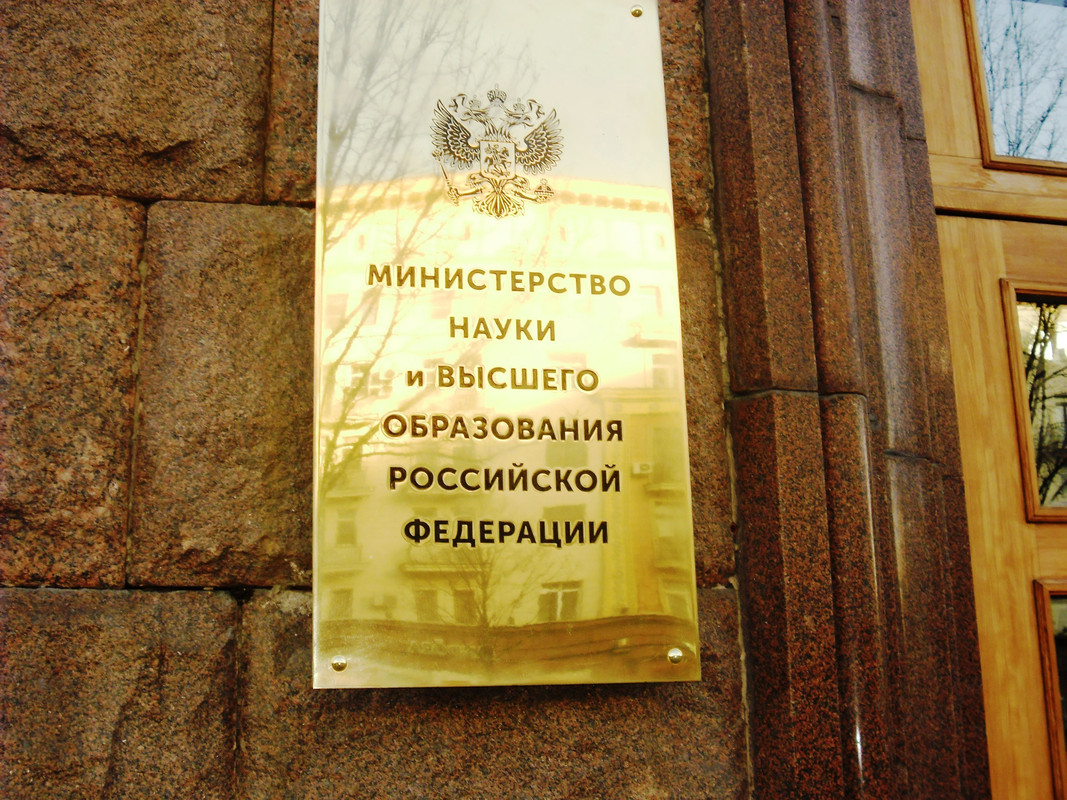 МИНИСТЕРСТВО
НАУКИ
и ВЫСШЕГО
ОБРАЗОВАНИЯ
РОССИЙСКОЙ
ФЕДЕРАЦИИ